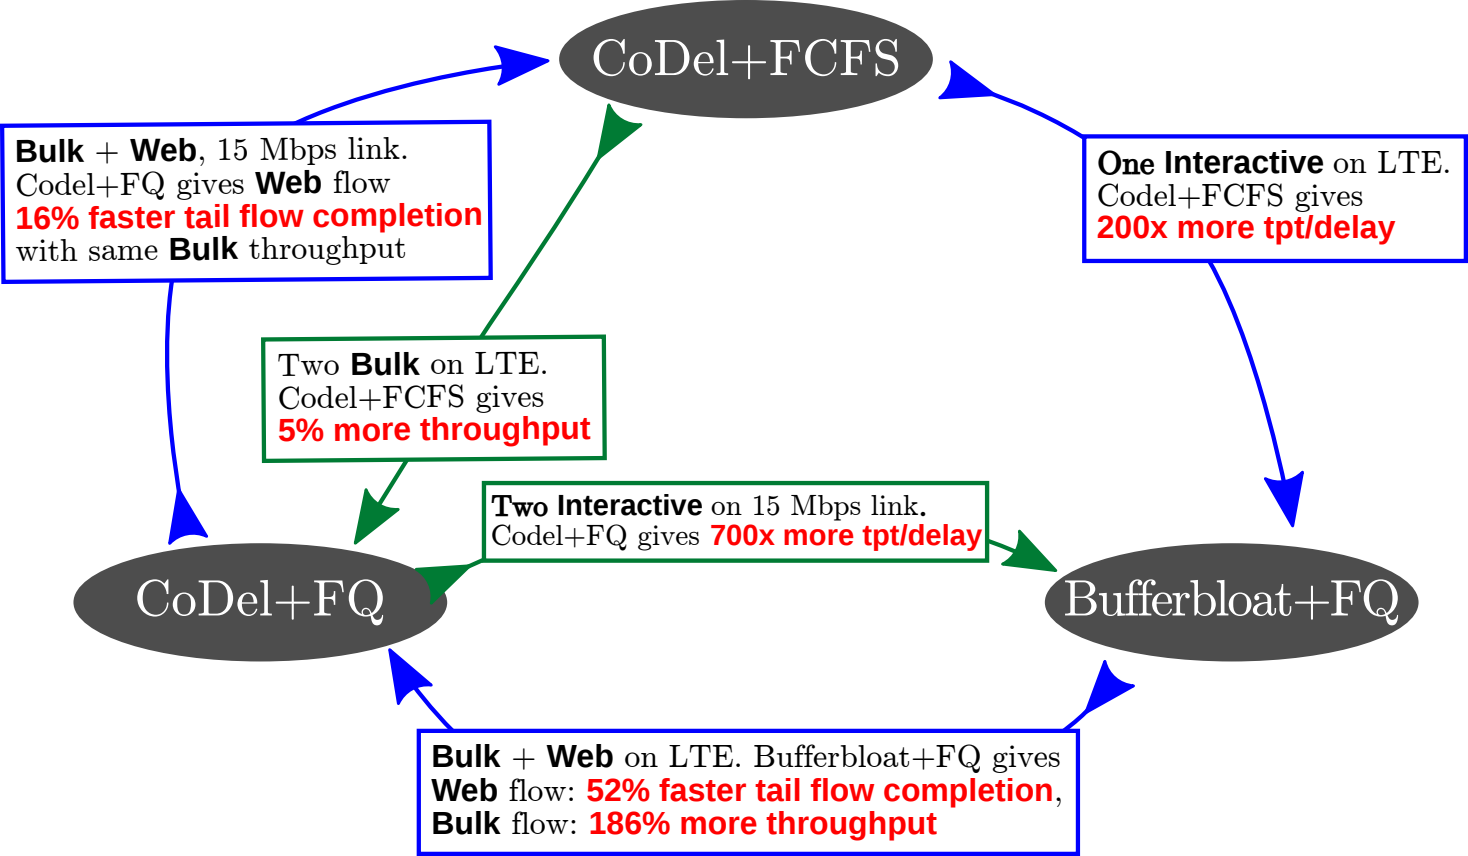 CoDel+FCFS
Bulk + Web, 15 Mbps link.
Codel+FQ gives Web flow
16% faster tail flow completion
with same Bulk throughput
One Interactive on LTE.
Codel+FCFS gives
200x more tpt/delay
Two Bulk on LTE.
Codel+FCFS gives
5% more throughput
Two Interactive on 15 Mbps link.
Codel+FQ gives 700x more tpt/delay
CoDel+FQ
Bufferbloat+FQ
Bulk + Web on LTE. Bufferbloat+FQ gives
Web flow: 52% faster tail flow completion,
Bulk flow: 186% more throughput